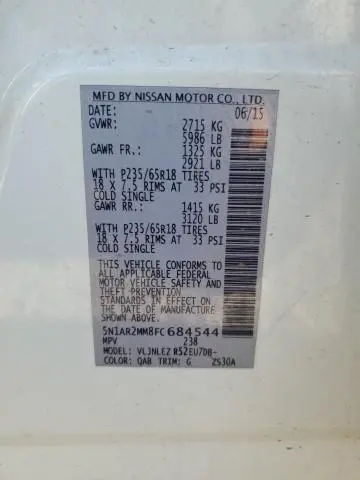 MFD BY NISSAN MOTOR CO., LTD.
DATE: 06/15
GVWR: 2715 KG
5986 LB
GAWR FR.: 1325 KG
2921 LB
WITH P235/65R18 TIRES
18 X 7.5 RIMS AT 33 PSI
COLD SINGLE
GAWR RR.: 1415 KG
3120 LB
WITH P235/65R18 TIRES
18 X 7.5 RIMS AT 33 PSI
COLD SINGLE
THIS VEHICLE CONFORMS TO ALL
APPLICABLE U.S. FEDERAL
MOTOR VEHICLE SAFETY AND
THEFT PREVENTION
STANDARDS IN EFFECT ON
THE DATE OF MANUFACTURE
SHOWN ABOVE.
5N1AR2MM8FC684544
MPV 238
MODEL: VLJNLEZ R52EU7DB-
COLOR: QAB TRIM: G ZS30A